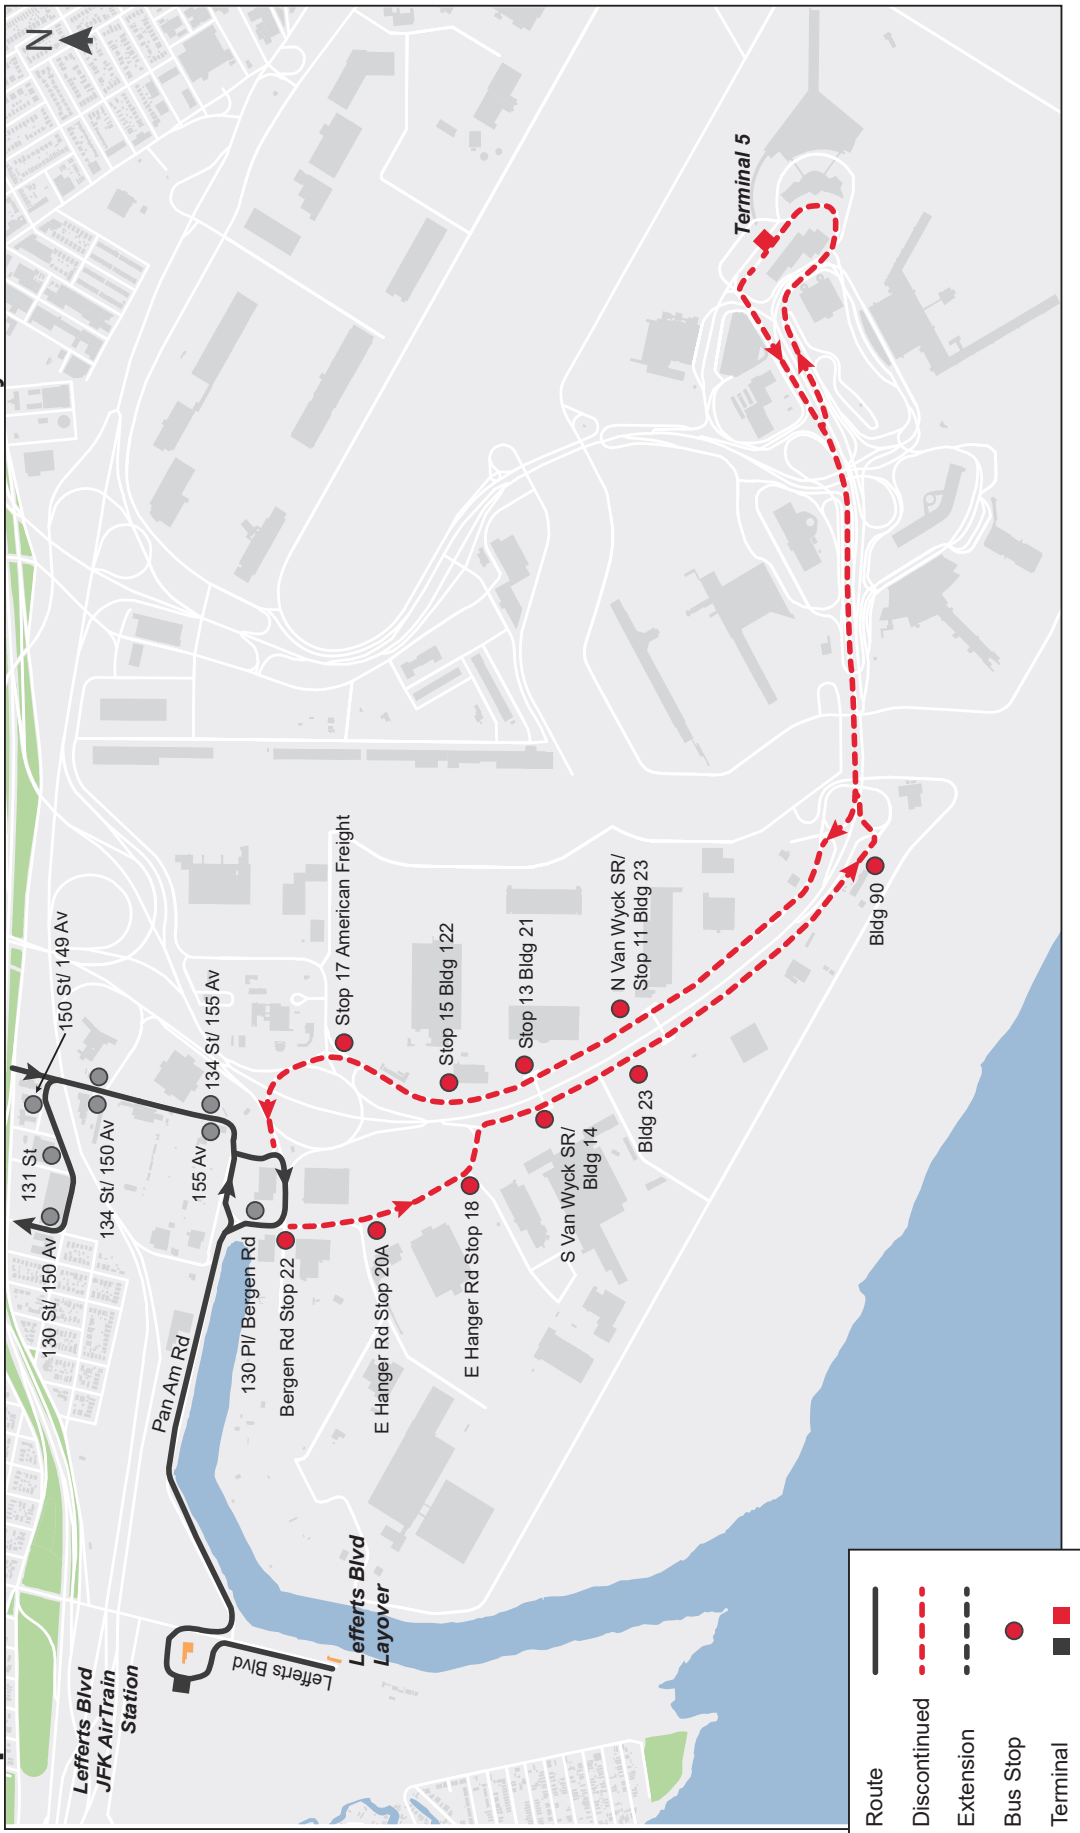 N
Lefferts Blvd
JFK AirTrain
Station
Lefferts Blvd
Lefferts Blvd
Layover
Pan Am Rd
130 St/ 150 Av
131 St
150 St/ 149 Av
134 St/ 150 Av
155 Av
134 St/ 155 Av
130 Pl/ Bergen Rd
Bergen Rd Stop 22
E Hanger Rd Stop 20A
E Hanger Rd Stop 18
Stop 17 American Freight
Stop 15 Bldg 122
Stop 13 Bldg 21
N Van Wyck SR/
Stop 11 Bldg 23
S Van Wyck SR/
Bldg 14
Bldg 23
Bldg 90
Terminal 5
Route
Discontinued
Extension
Bus Stop
Terminal